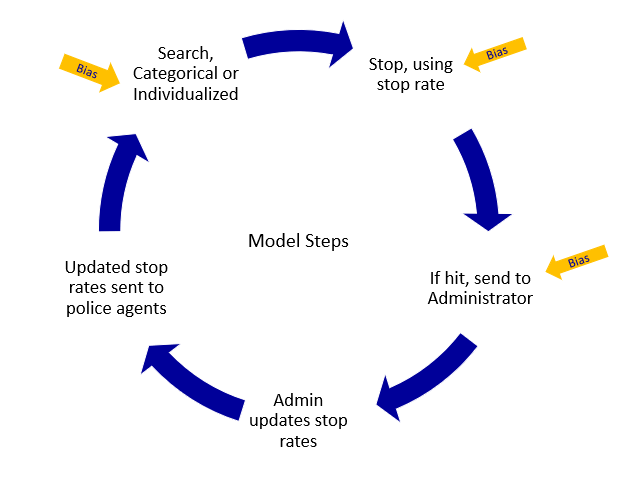 Search,
Categorical or
Individualized
Bias
Stop, using
stop rate
Bias
If hit, send to
Administrator
Bias
Admin
updates stop
rates
Updated stop
rates sent to
police agents
Model Steps